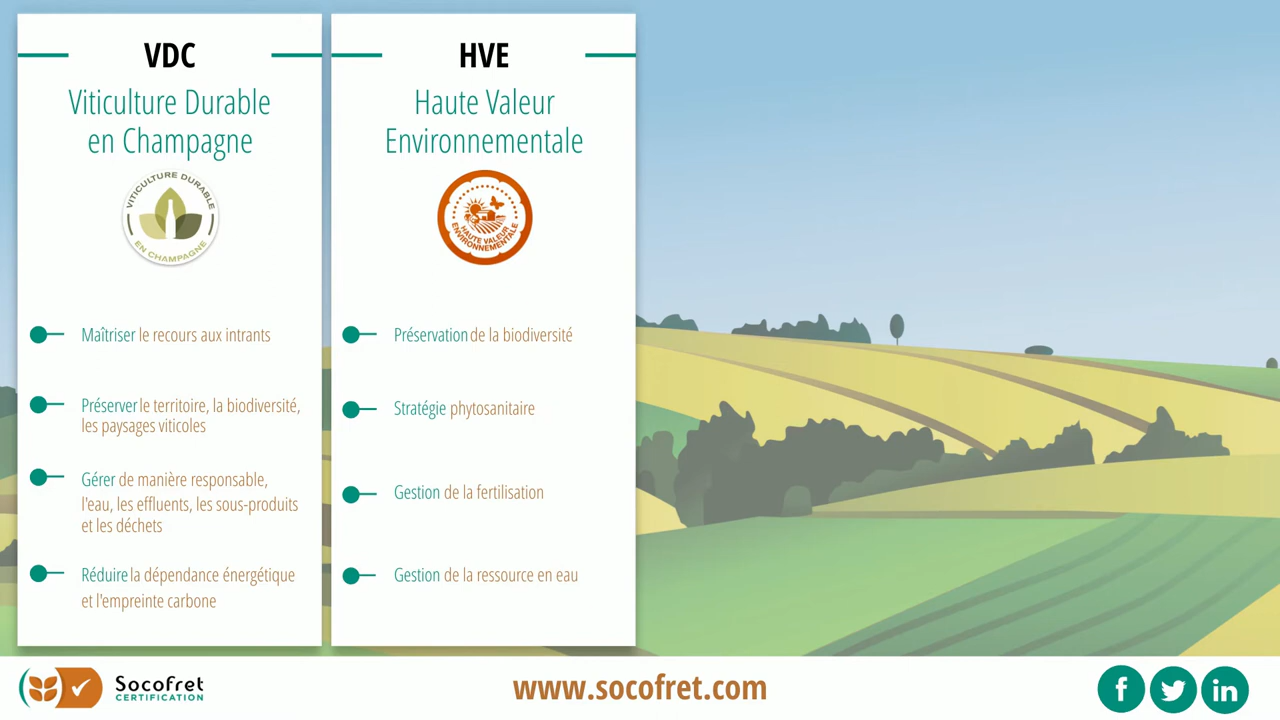 VDC
Viticulture Durable
en Champagne
VITICULTURE DURABLE
EN CHAMPAGNE
Maîtriser le recours aux intrants
Préserver le territoire, la biodiversité,
les paysages viticoles
Gérer de manière responsable,
l'eau, les effluents, les sous-produits
et les déchets
Réduire la dépendance énergétique
et l'empreinte carbone
HVE
Haute Valeur
Environnementale
HAUTE VALEUR
ENVIRONNEMENTALE
Préservation de la biodiversité
Stratégie phytosanitaire
Gestion de la fertilisation
Gestion de la ressource en eau
Socofret
CERTIFICATION
www.socofret.com
f
in